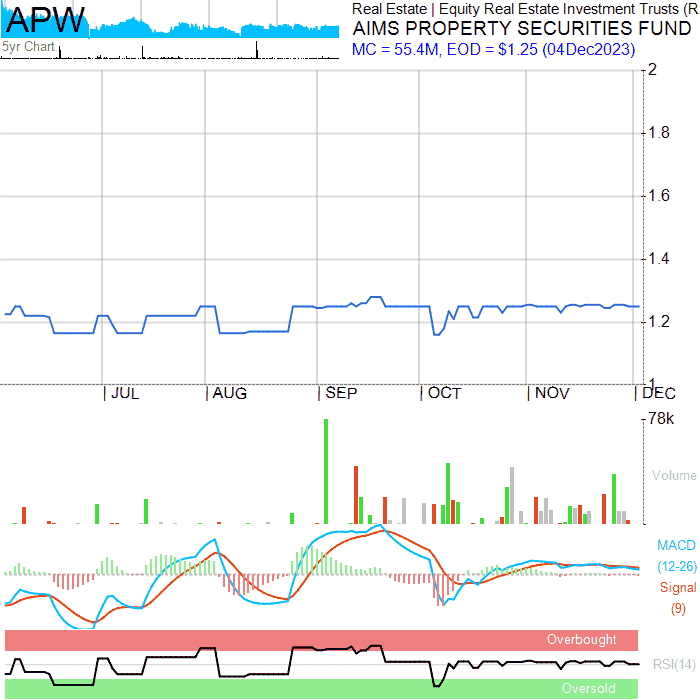 APW
5yr Chart
Real Estate | Equity Real Estate Investment Trusts (R
AIMS PROPERTY SECURITIES FUND
MC = 55.4M, EOD = $1.25 (04Dec2023)
2
1.8
1.6
1.4
1.2
1
JUL AUG SEP OCT NOV DEC
78k
Volume
MACD
(12-26)
Signal
(9)
Overbought
RSI(14)
Oversold